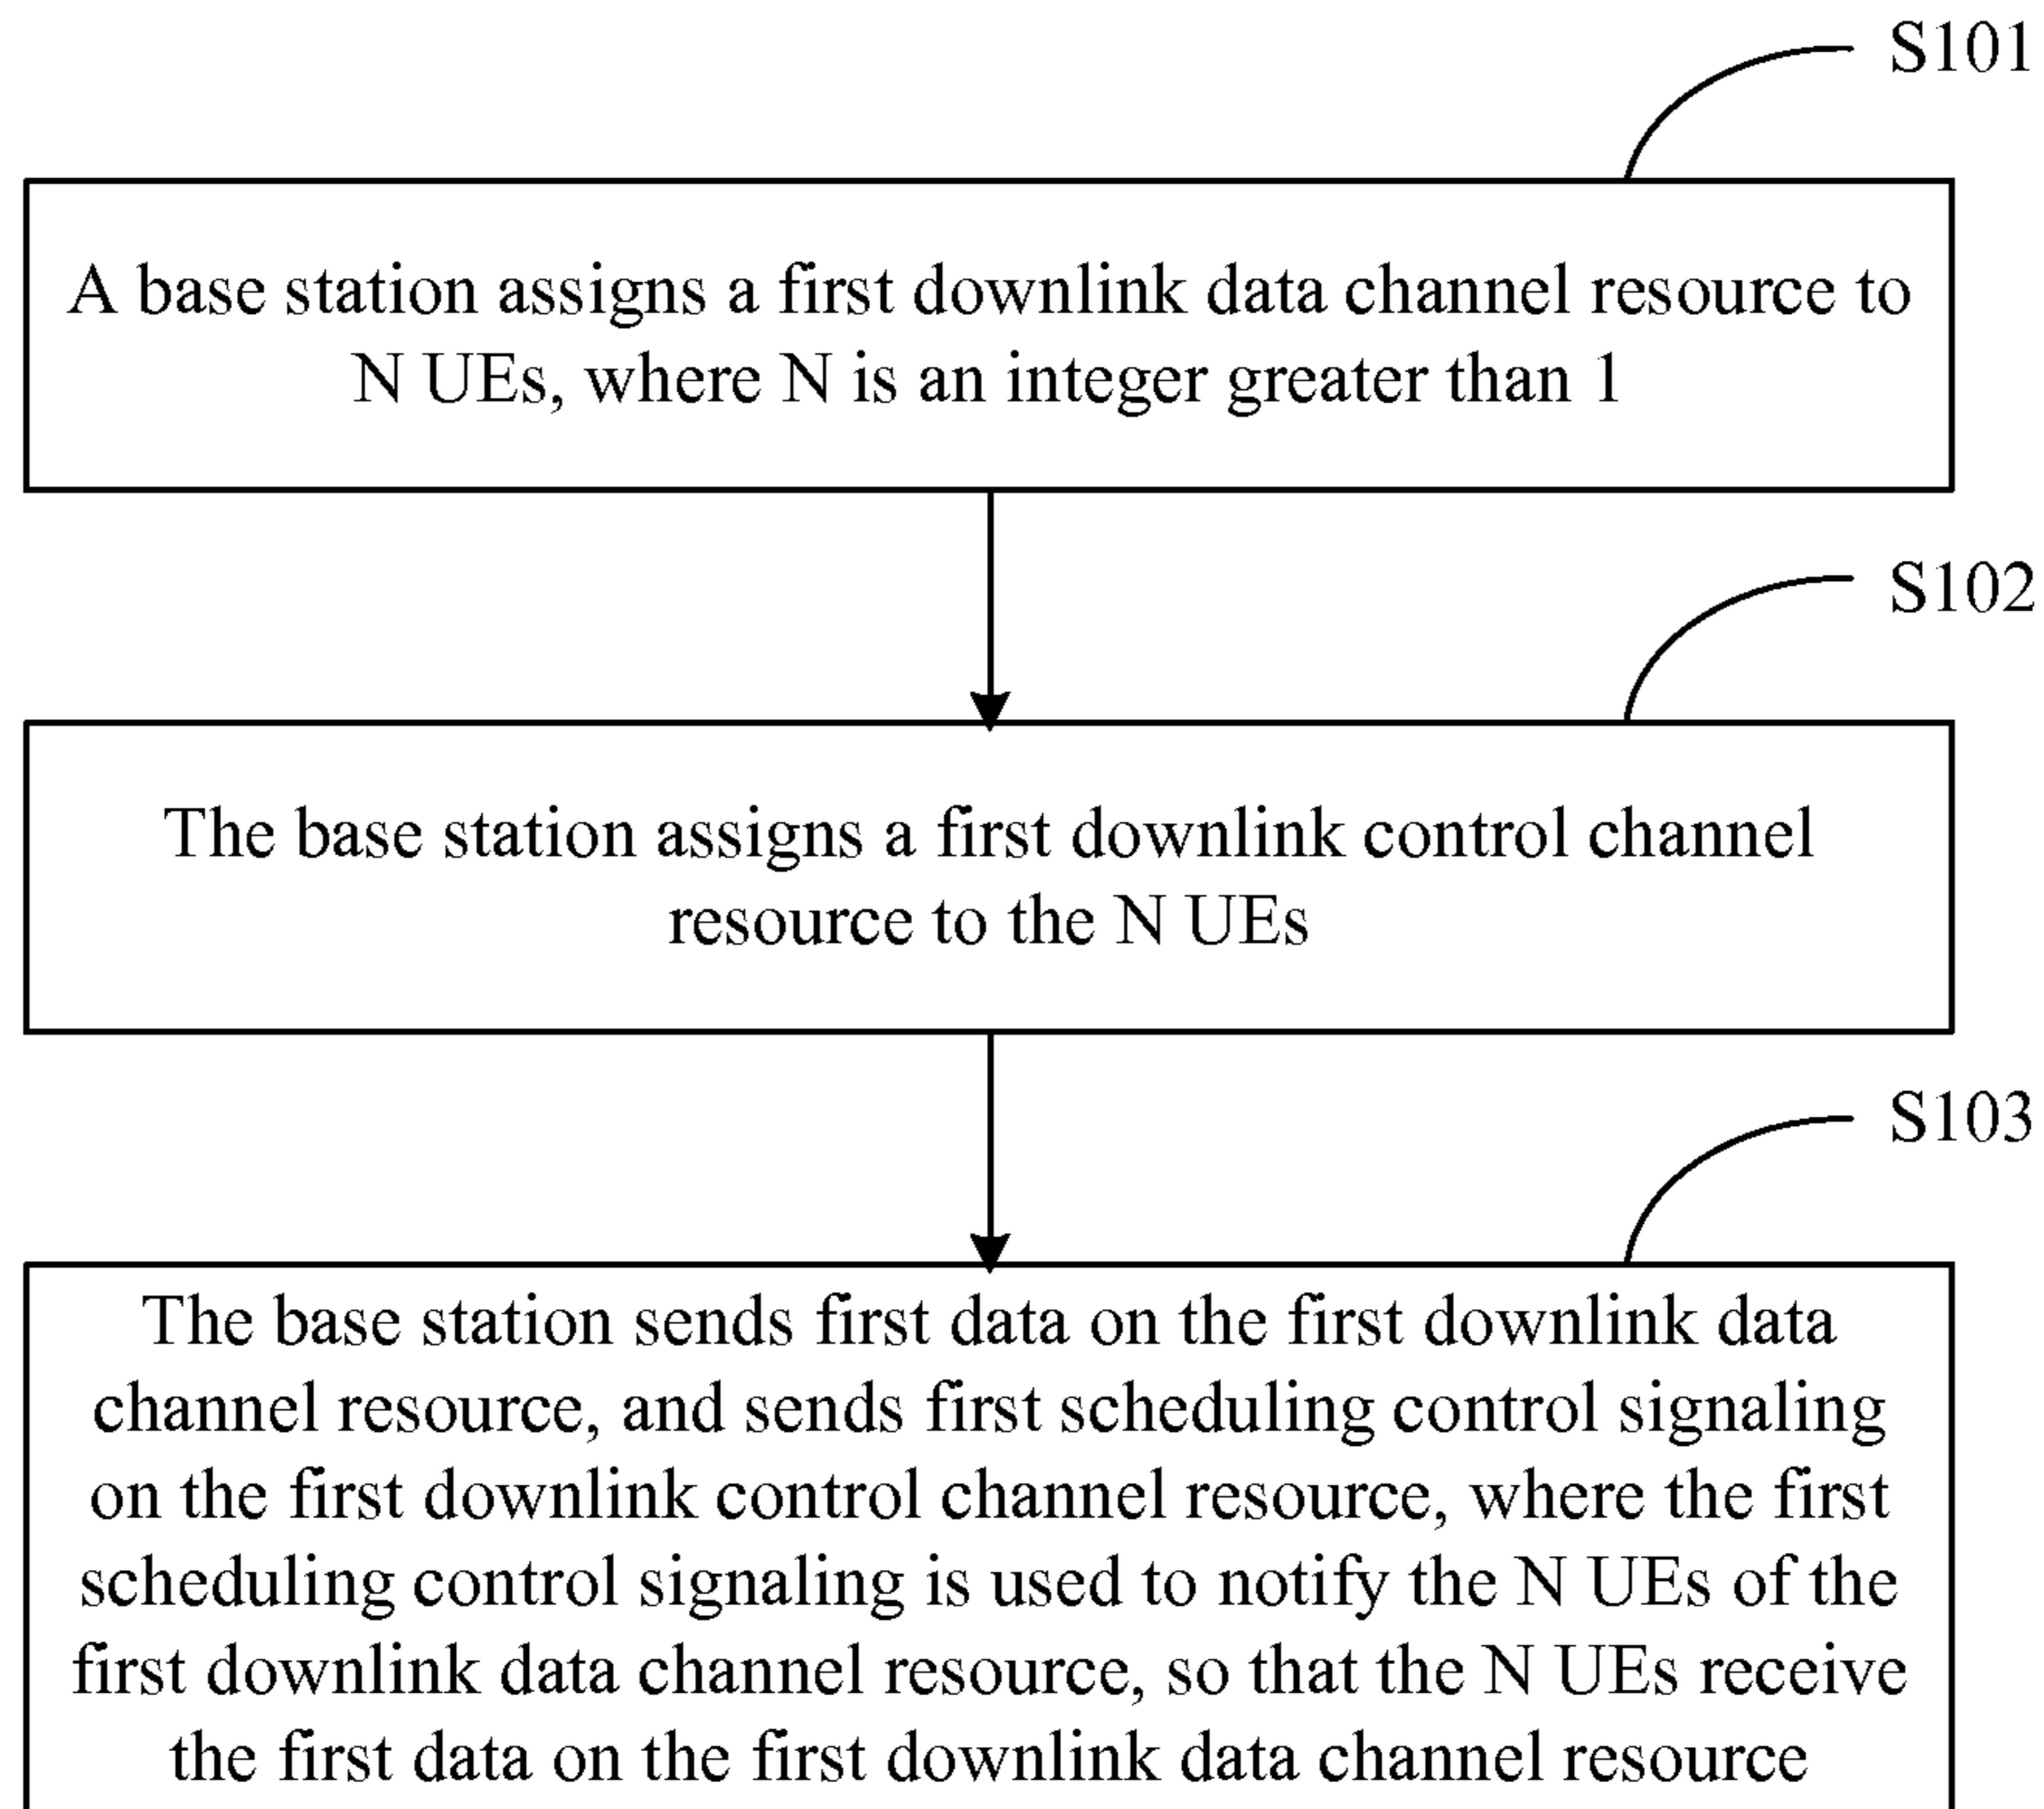 S101
A base station assigns a first downlink data channel resource to
N UEs, where N is an integer greater than 1
S102
The base station assigns a first downlink control channel
resource to the N UEs
S103
The base station sends first data on the first downlink data
channel resource, and sends first scheduling control signaling
on the first downlink control channel resource, where the first
scheduling control signaling is used to notify the N UEs of the
first downlink data channel resource, so that the N UEs receive
the first data on the first downlink data channel resource